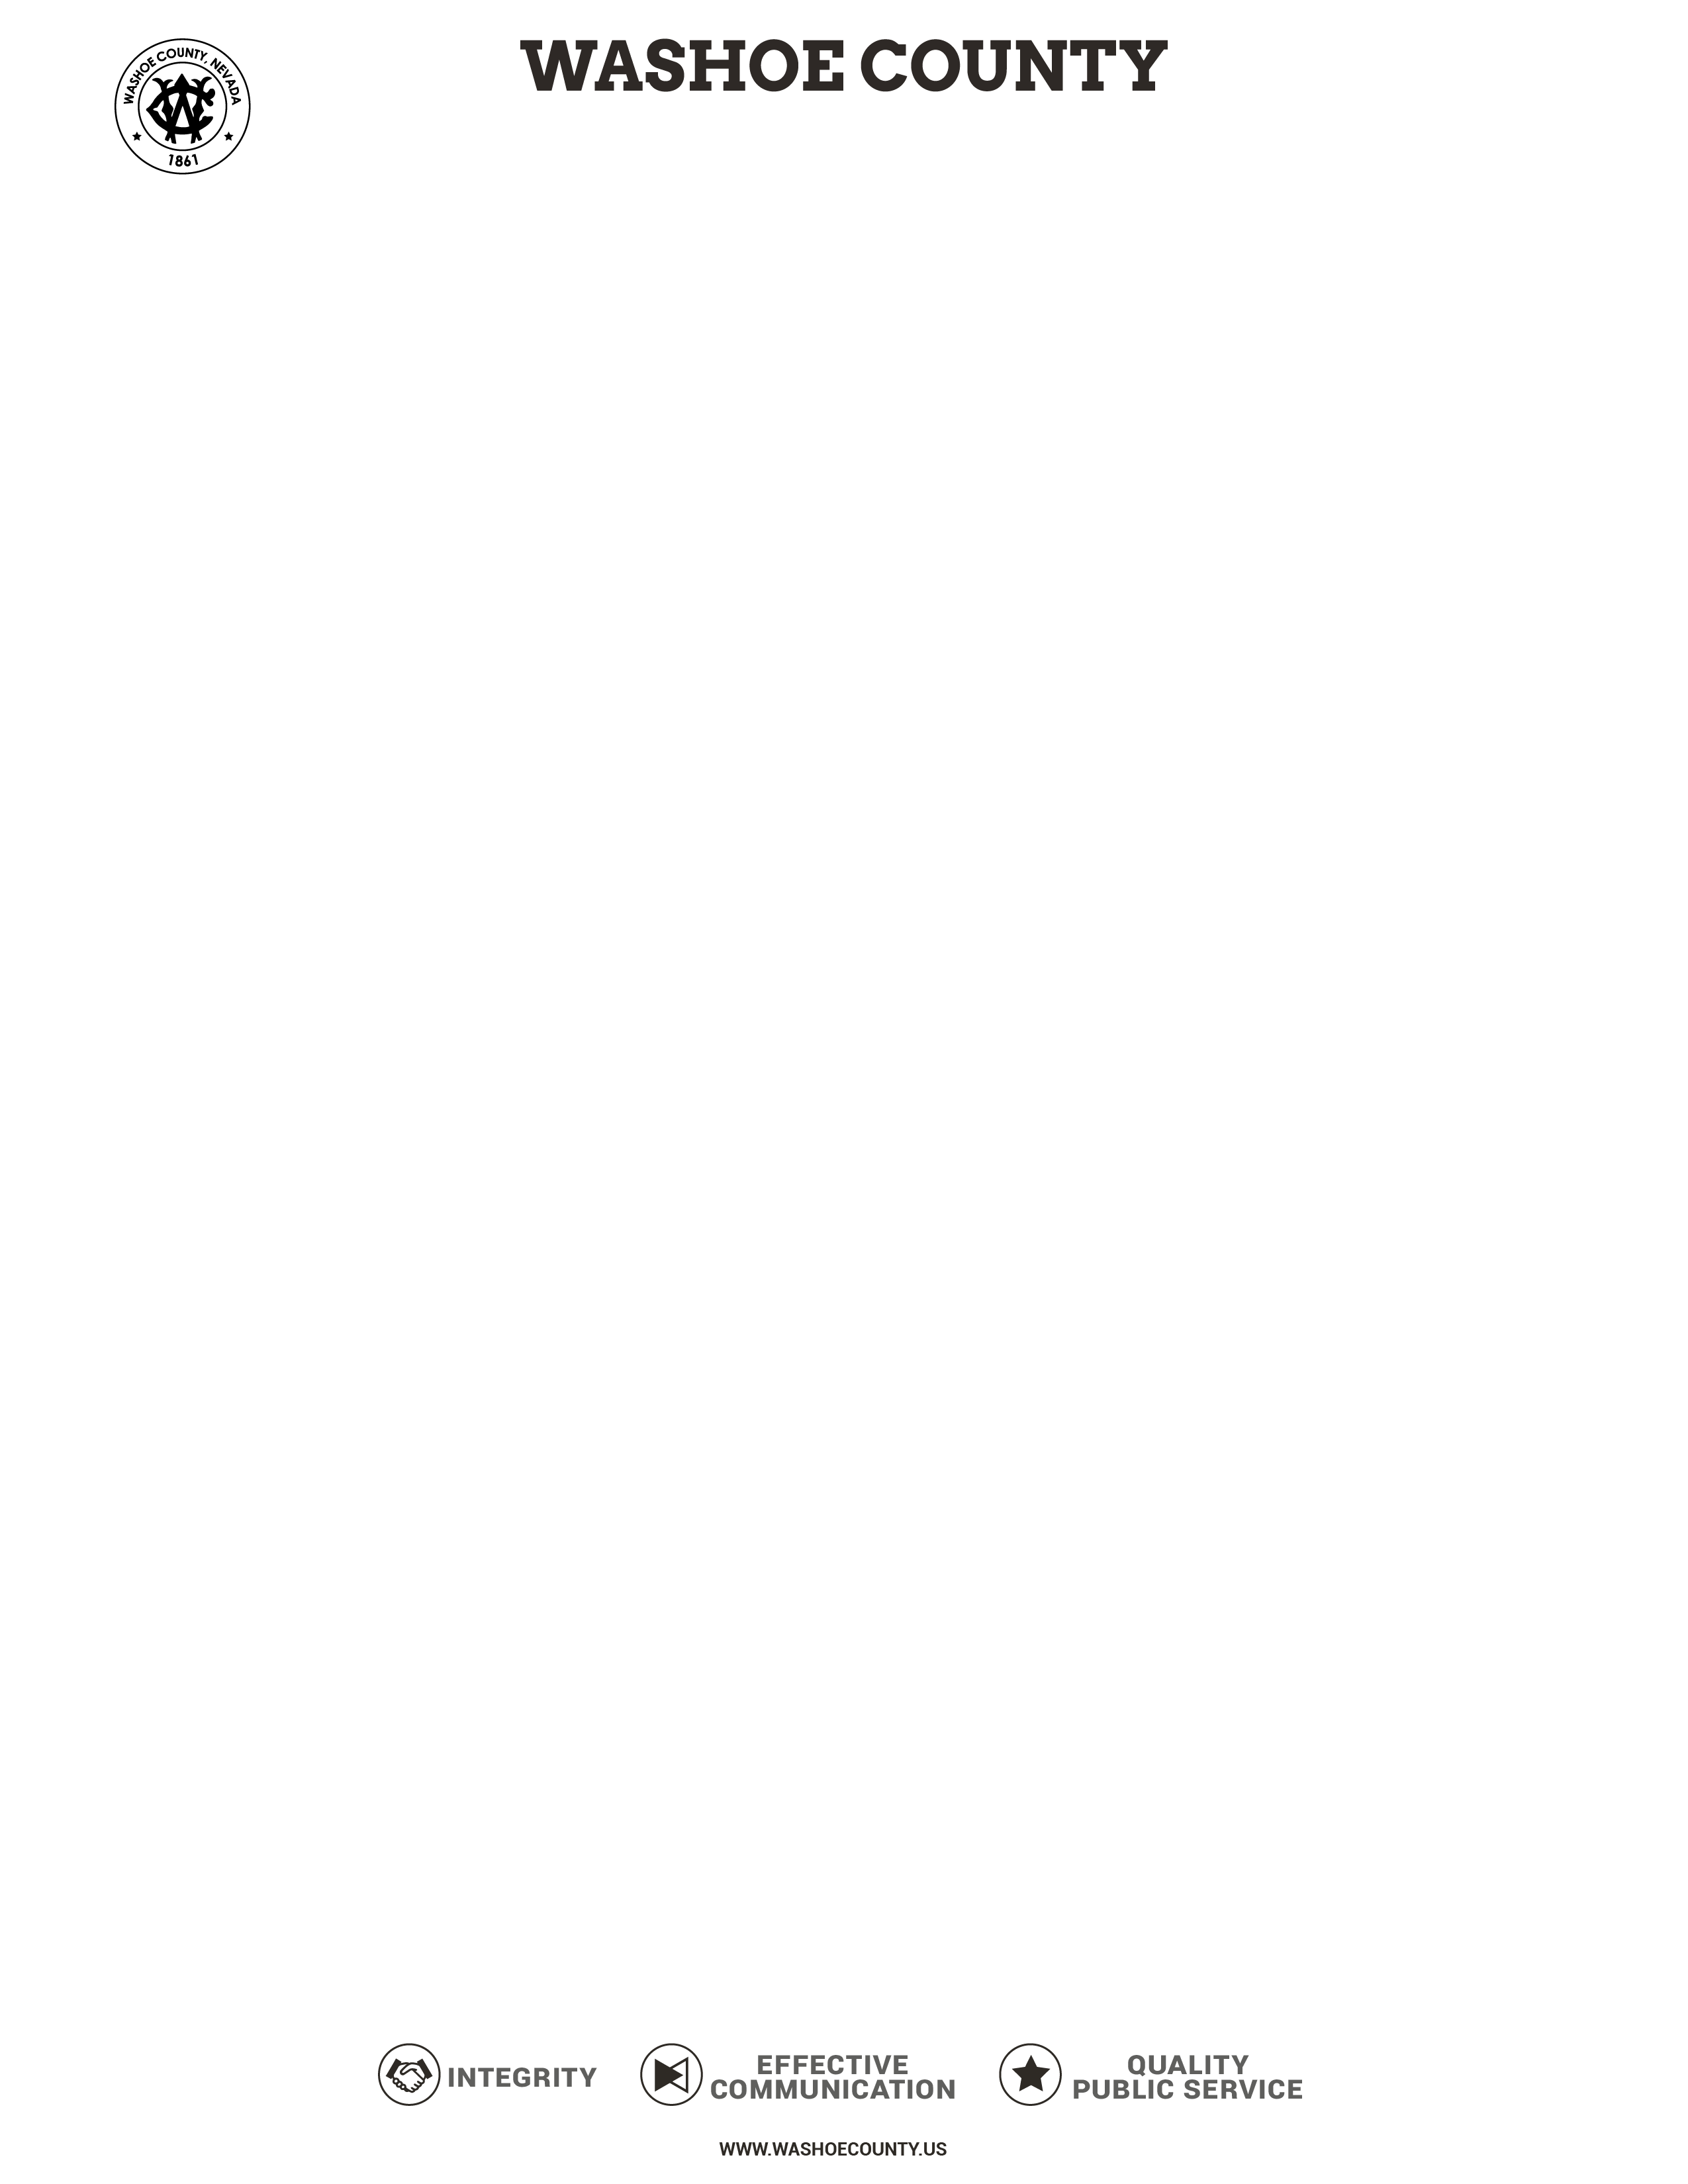 WASHOE COUNTY, NEVADA
1861
WASHOE COUNTY
INTEGRITY
EFFECTIVE
COMMUNICATION
QUALITY
PUBLIC SERVICE
WWW.WASHOECOUNTY.US